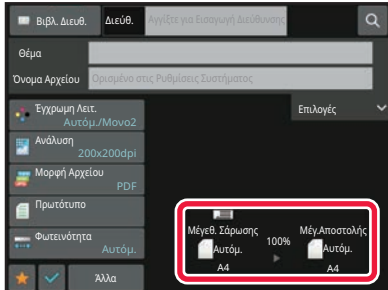 Βιβλ. Διευθ. Διεύθ. Αγγίξτε για Εισαγωγή Διεύθυνσης
Θέμα
Όνομα Αρχείου Ορισμένο στις Ρυθμίσεις Συστήματος
Έγχρωμη Λειτ.
Αυτόμ./Μονο2
Επιλογές
Ανάλυση
200x200dpi
Μορφή Αρχείου
PDF
Πρωτότυπο
Φωτεινότητα
Αυτόμ.
Άλλα
Μέγεθ. Σάρωσης
Αυτόμ.
A4
100%
Μέγ.Αποστολής
Αυτόμ.
A4